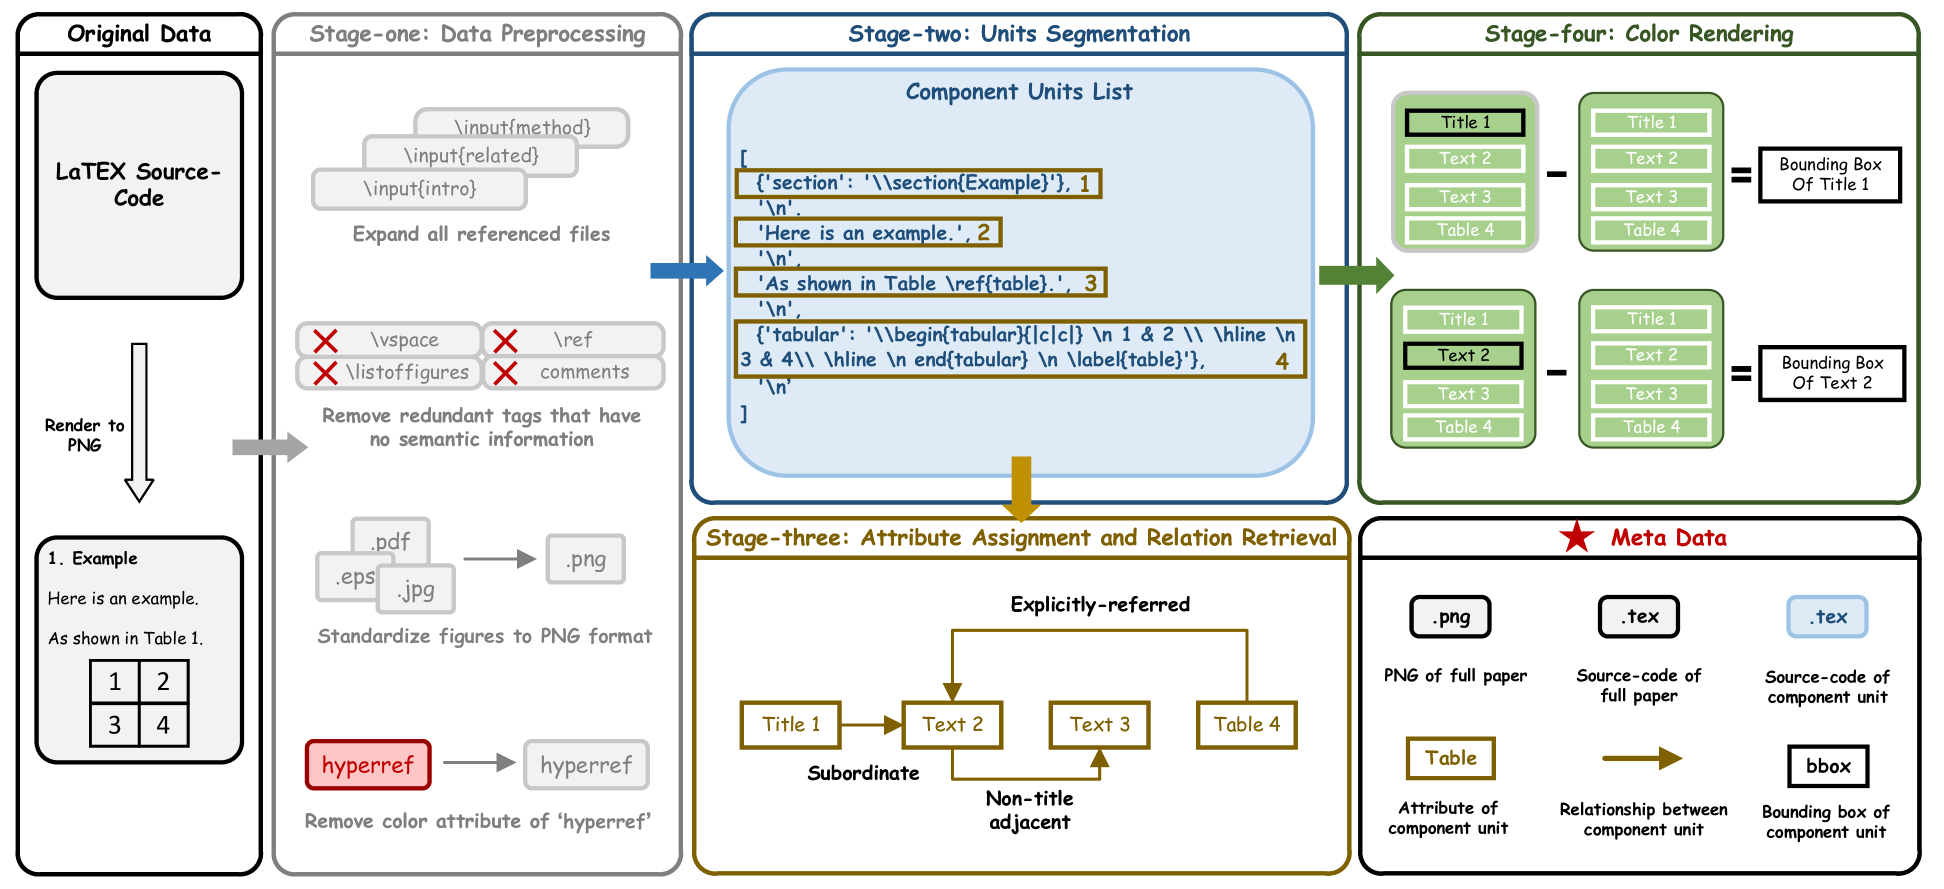 Original Data
LaTEX Source-
Code
Render to
PNG
1. Example
Here is an example.
As shown in Table 1.
1 2
3 4
Stage-one: Data Preprocessing
\input{method}
\input{related}
\input{intro}
Expand all referenced files
\vspace \ref
\listoffigures comments
Remove redundant tags that have
no semantic information
.pdf
.eps
.jpg
.png
Standardize figures to PNG format
hyperref hyperref
Remove color attribute of ‘hyperref’
Stage-two: Units Segmentation
Component Units List
[
{'section': '\\section{Example}'}, 1
'\n'.
'Here is an example.', 2
'\n',
'As shown in Table \ref{table}.', 3
'\n',
{'tabular': '\\begin{tabular}{|c|c|} \n 1 & 2 \\ \hline \n
3 & 4\\ \hline \n end{tabular} \n \label{table}'}, 4
'\n’
]
Stage-three: Attribute Assignment and Relation Retrieval
Explicitly-referred
Title 1 Text 2 Text 3 Table 4
Subordinate
Non-title
adjacent
Stage-four: Color Rendering
Title 1 Title 1
Text 2 Text 2
Text 3 Text 3
Table 4 Table 4
- =
Bounding Box
Of Title 1
Title 1 Title 1
Text 2 Text 2
Text 3 Text 3
Table 4 Table 4
- =
Bounding Box
Of Text 2
Meta Data
.png .tex .tex
PNG of full paper
Source-code of
full paper
Source-code of
component unit
Table
bbox
Attribute of
component unit
Relationship between
component unit
Bounding box of
component unit